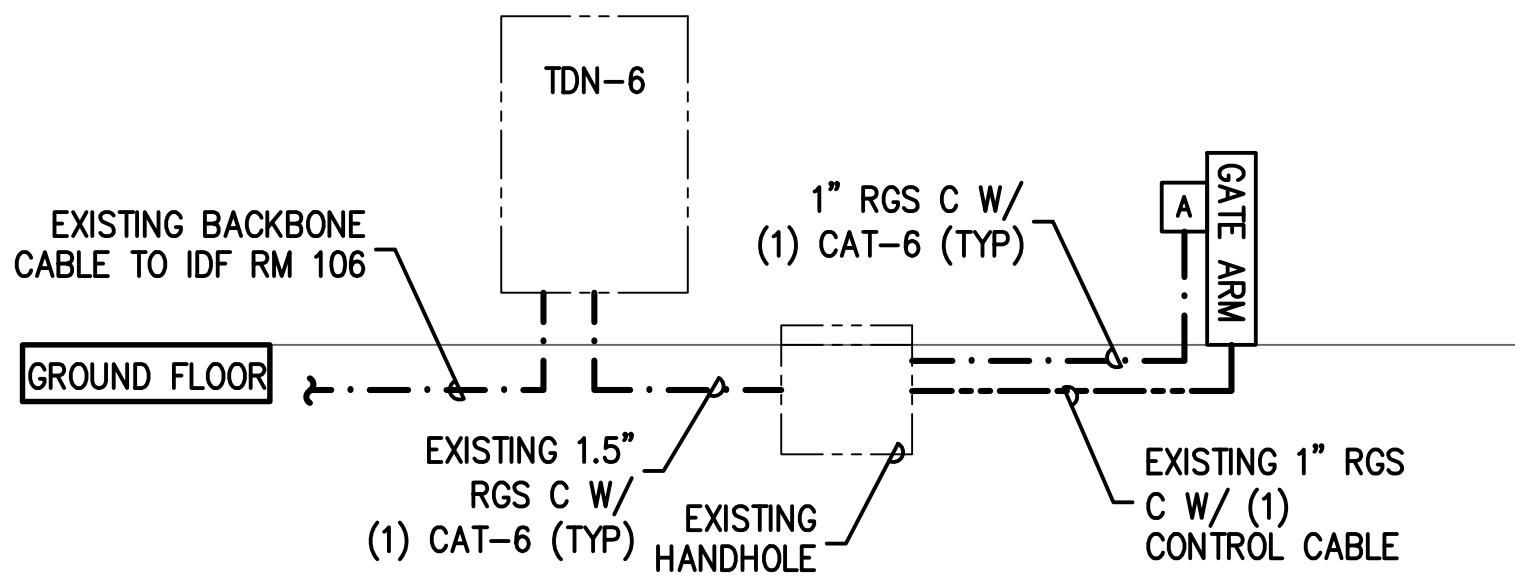 TDN-6
EXISTING BACKBONE
CABLE TO IDF RM 106
1" RGS C W/
(1) CAT-6 (TYP)
A
GATE ARM
GROUND FLOOR
EXISTING 1.5"
RGS C W/
(1) CAT-6 (TYP)
EXISTING
HANDHOLE
EXISTING 1" RGS
C W/ (1)
CONTROL CABLE